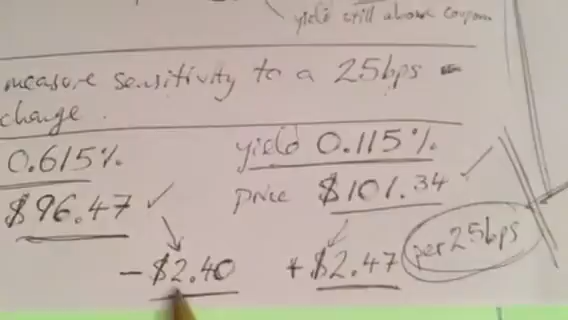 yield still above coupon
measure sensitivity to a 25bps
change.
0.615% yield 0.115%
$96.47 ✓ price $101.34 ✓
-$2.40 +$2.47 per 25bps